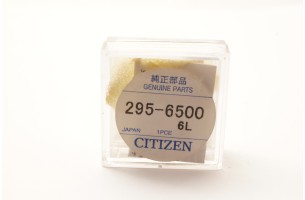 純正部品
GENUINE PARTS
295-6500
6L
JAPAN 1PCE
CITIZEN